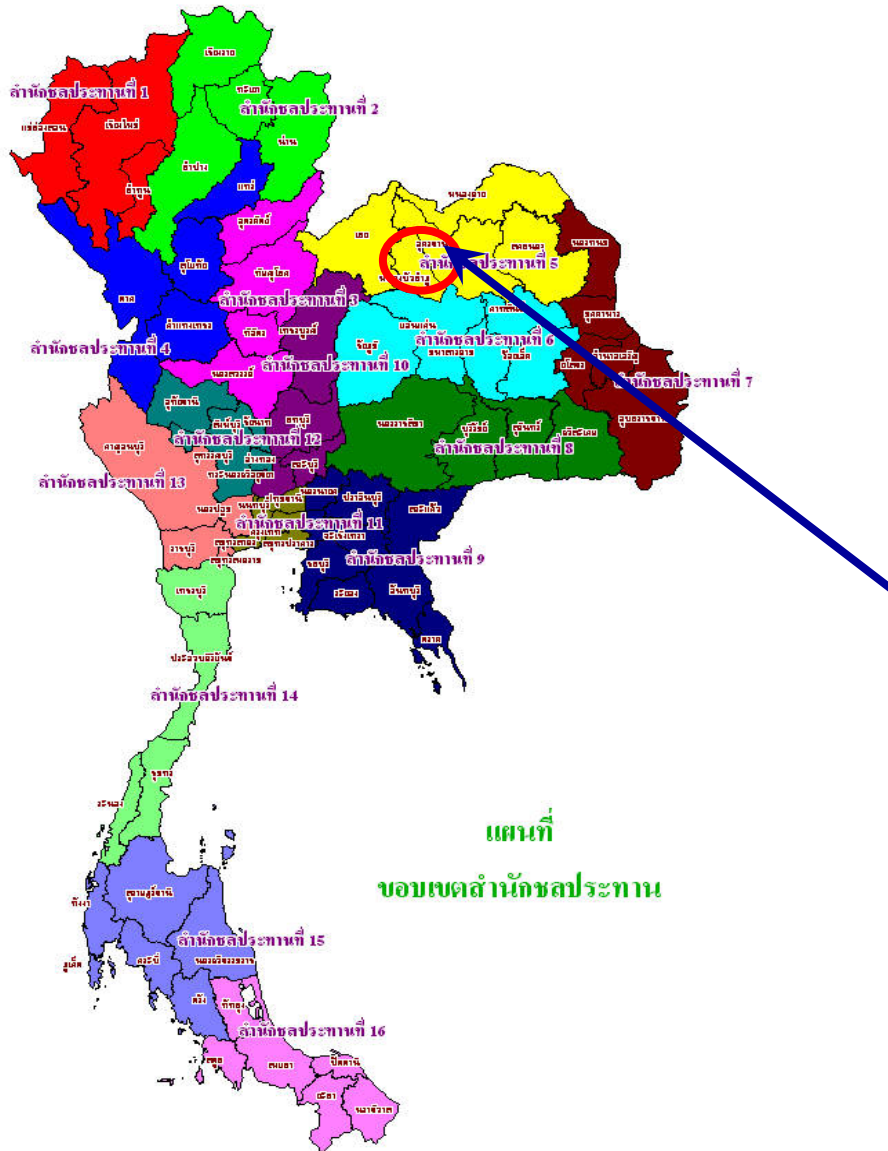 เชียงราย
สำนักชลประทานที่ 1
พะเยา
สำนักชลประทานที่ 2
แม่ฮ่องสอน
เชียงใหม่
น่าน
ลำปาง
ลำพูน
แพร่
หนองคาย
อุตรดิตถ์
เลย
อุดรธานี
สกลนคร
นครพนม
สุโขทัย
สำนักชลประทานที่ 5
พิษณุโลก
หนองบัวลำภู
ตาก
สำนักชลประทานที่ 3
มุกดาหาร
กำแพงเพชร
พิจิตร
เพชรบูรณ์
ขอนแก่น
กาฬสินธุ์
สำนักชลประทานที่ 4
ชัยภูมิ
สำนักชลประทานที่ 6
มหาสารคาม
ร้อยเอ็ด
ยโสธร
อำนาจเจริญ
สำนักชลประทานที่ 10
นครสวรรค์
สำนักชลประทานที่ 7
อุทัยธานี
นครราชสีมา
บุรีรัมย์
สุรินทร์
ศรีสะเกษ
อุบลราชธานี
สิงห์บุรี
ชัยนาท
ลพบุรี
สำนักชลประทานที่ 12
สำนักชลประทานที่ 8
กาญจนบุรี
สุพรรณบุรี
อ่างทอง
สระบุรี
พระนครศรีอยุธยา
สำนักชลประทานที่ 13
นครนายก
ปราจีนบุรี
สระแก้ว
นครปฐม
นนทบุรี
ปทุมธานี
สำนักชลประทานที่ 11
ราชบุรี
กรุงเทพ
ฉะเชิงเทรา
สมุทรสงคราม
สมุทรสาคร
สมุทรปราการ
สำนักชลประทานที่ 9
ชลบุรี
เพชรบุรี
ระยอง
จันทบุรี
ตราด
ประจวบคีรีขันธ์
สำนักชลประทานที่ 14
ชุมพร
ระนอง
แผนที่
ขอบเขตสำนักชลประทาน
สุราษฎร์ธานี
พังงา
สำนักชลประทานที่ 15
นครศรีธรรมราช
ภูเก็ต
กระบี่
ตรัง
พัทลุง
สำนักชลประทานที่ 16
สตูล
สงขลา
ปัตตานี
ยะลา
นราธิวาส